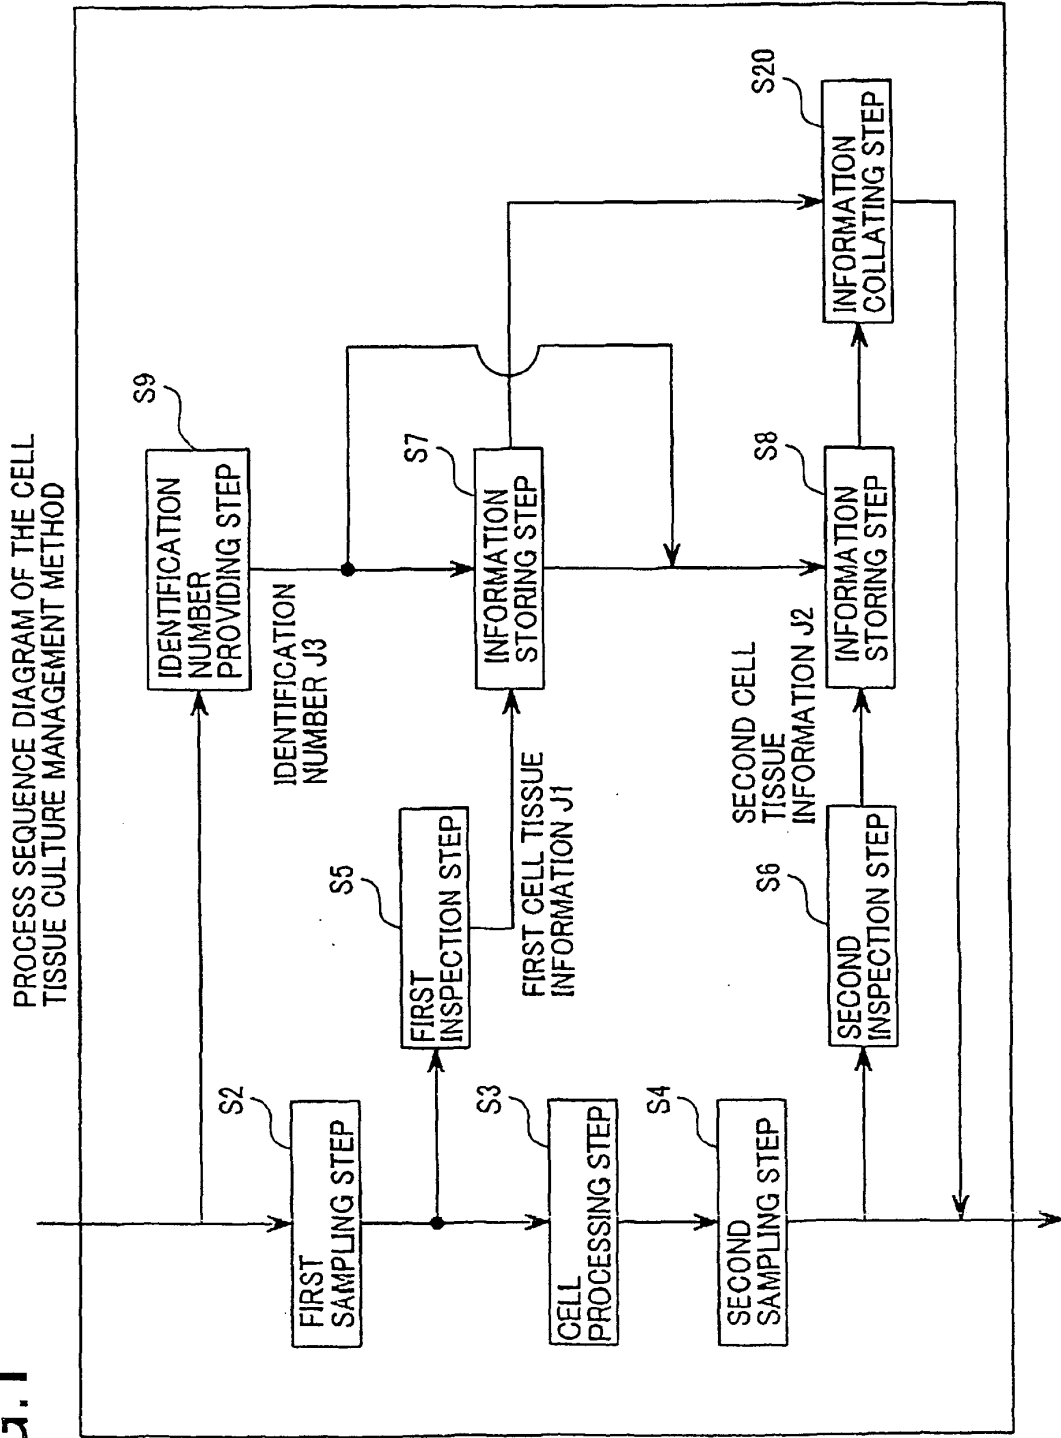 PROCESS SEQUENCE DIAGRAM OF THE CELL
TISSUE CULTURE MANAGEMENT METHOD
S9
IDENTIFICATION
NUMBER
PROVIDING STEP
IDENTIFICATION
NUMBER J3
S2
FIRST
SAMPLING STEP
S5
FIRST
INSPECTION STEP
FIRST CELL TISSUE
INFORMATION J1
S7
INFORMATION
STORING STEP
S3
CELL
PROCESSING STEP
S4
SECOND
SAMPLING STEP
S6
SECOND
INSPECTION STEP
SECOND CELL
TISSUE
INFORMATION J2
S8
INFORMATION
STORING STEP
S20
INFORMATION
COLLATING STEP